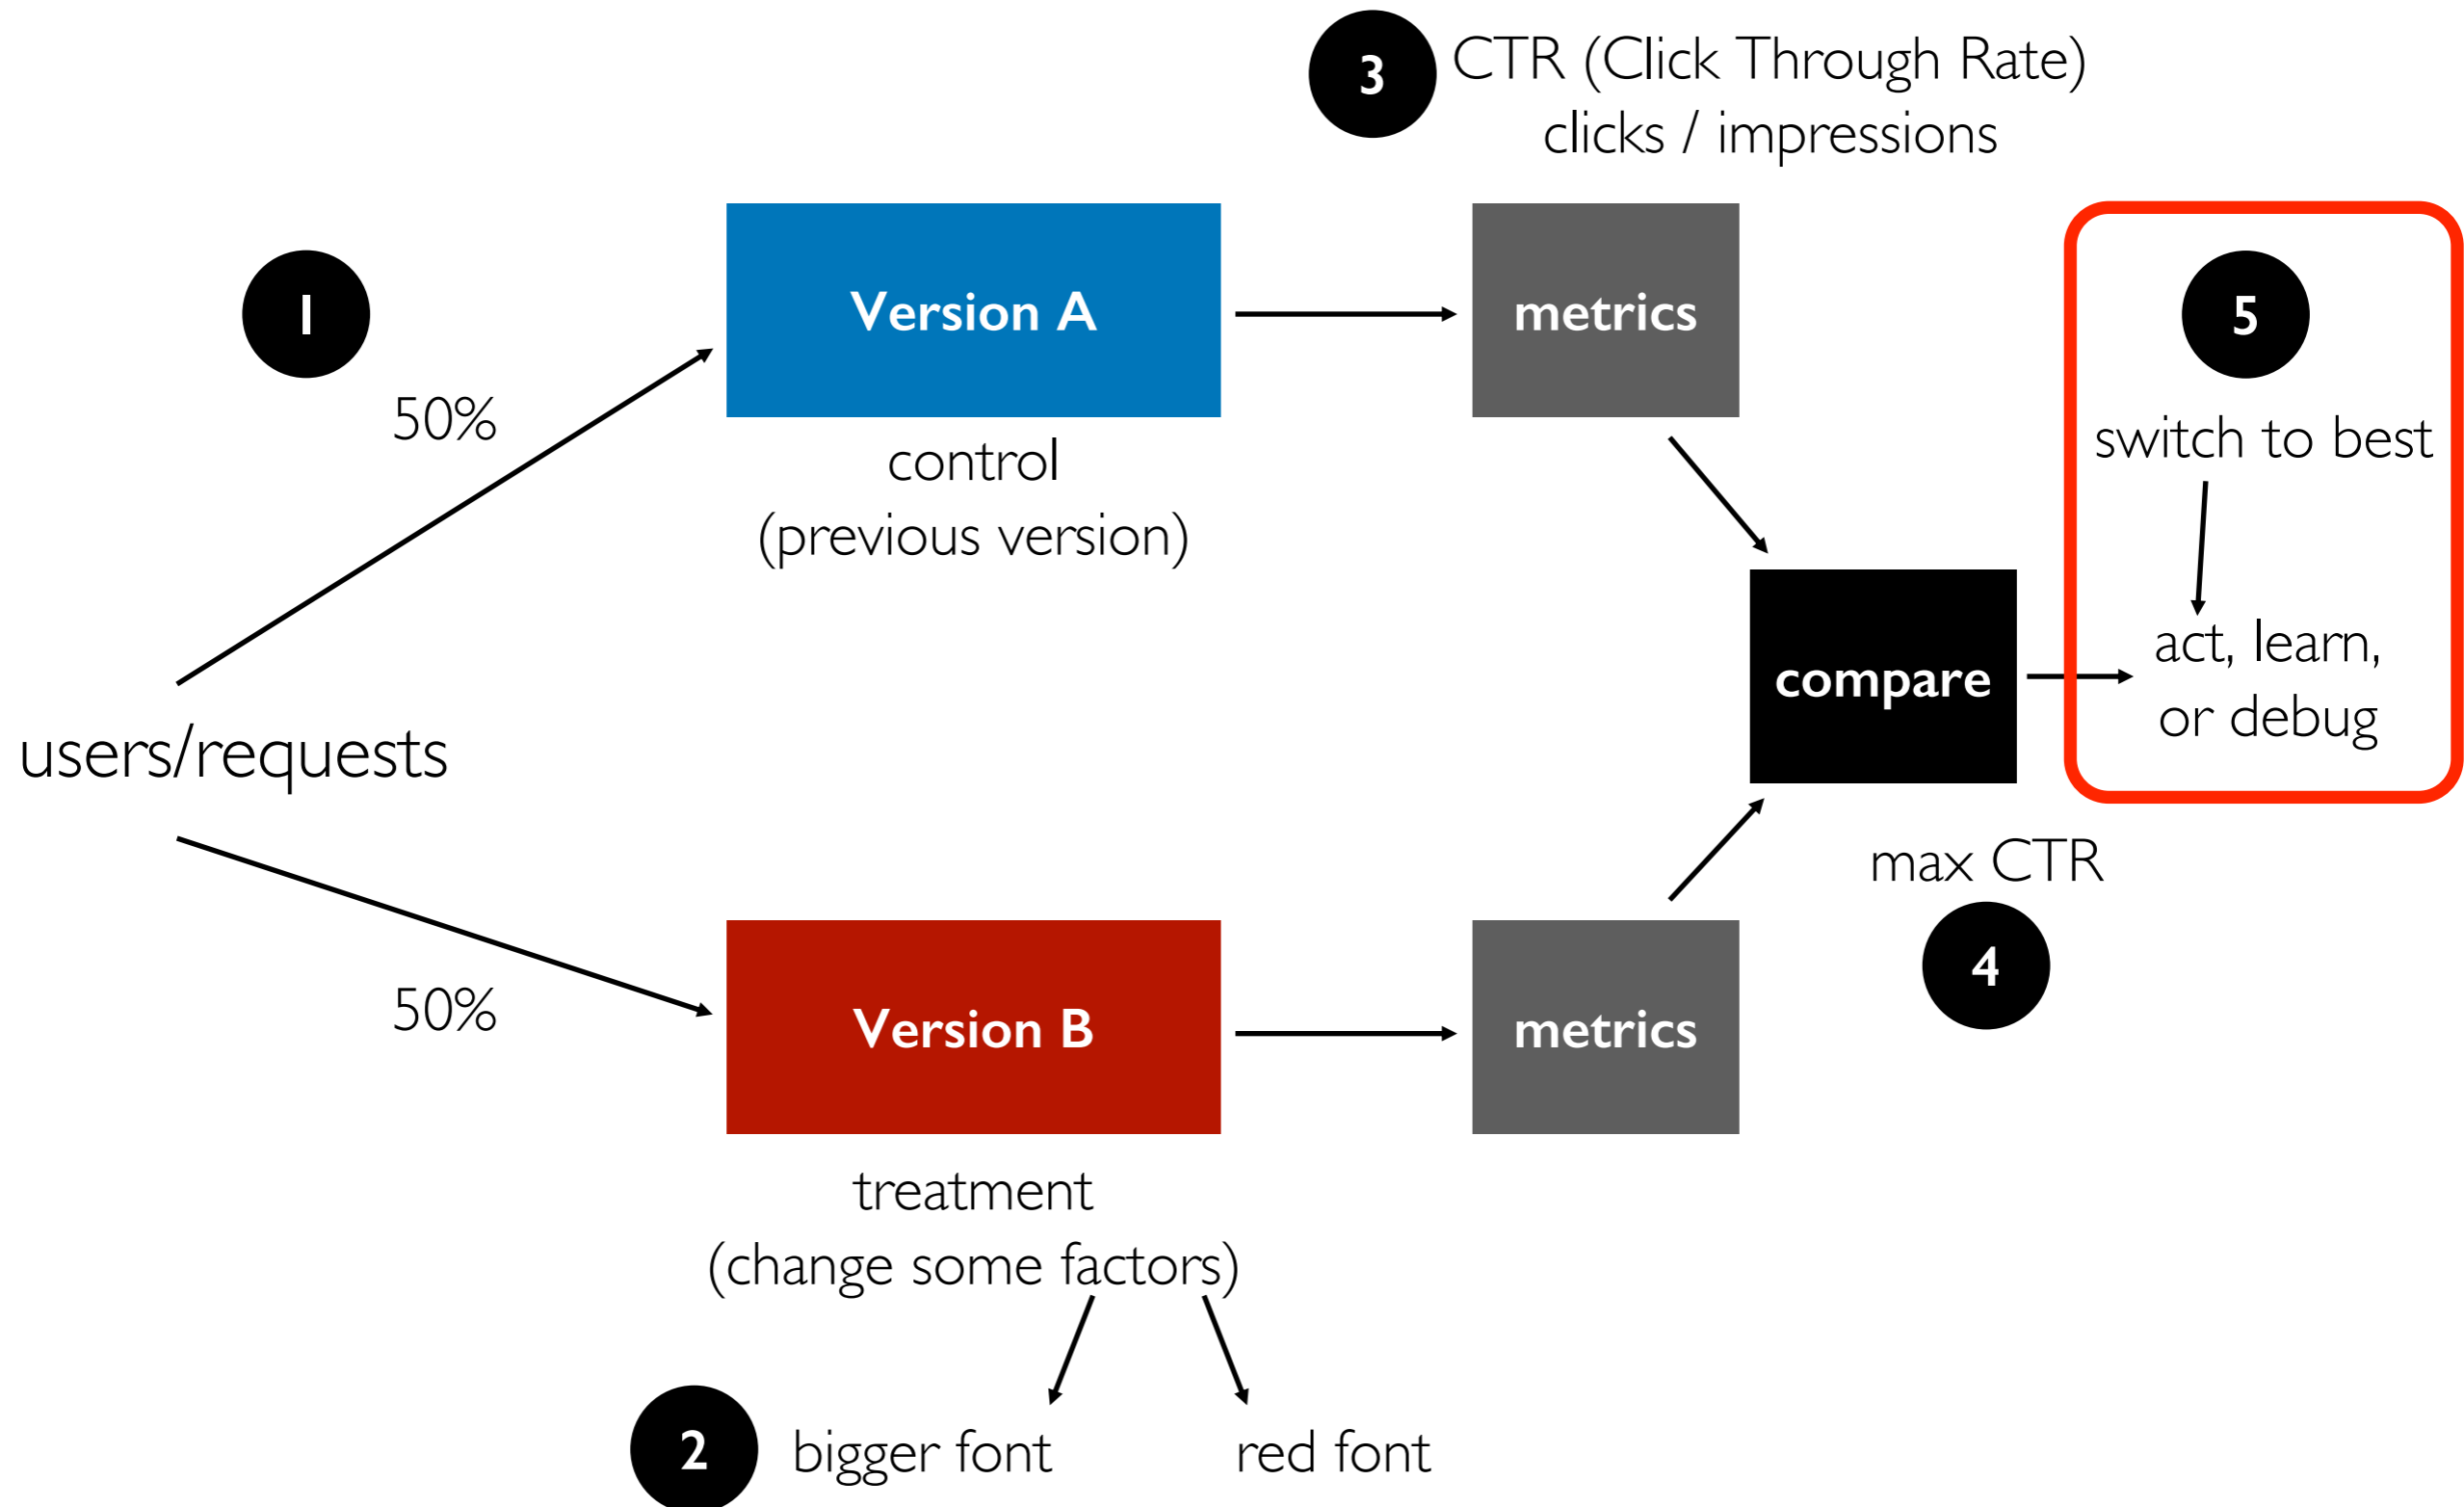 3
CTR (Click Through Rate)
clicks / impressions
1
50%
Version A
control
(previous version)
metrics
5
switch to best
act, learn,
or debug
compare
users/requests
max CTR
4
50%
Version B
metrics
treatment
(change some factors)
2
bigger font
red font